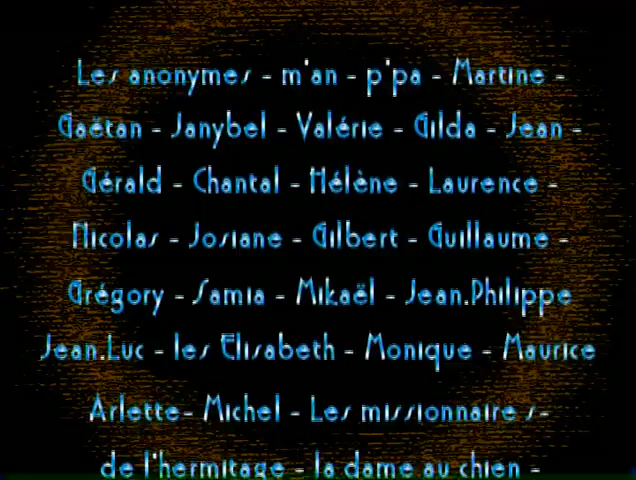 Les anonymes - m'an - p'pa - Martine -
Gaëtan - Janybel - Valérie - Gilda - Jean -
Gérald - Chantal - Hélène - Laurence -
Nicolas - Josiane - Gilbert - Guillaume -
Grégory - Samia - Mikaël - Jean.Philippe
Jean.Luc - les Elisabeth - Monique - Maurice
Arlette- Michel - Les missionnaire s-
de l'hermitage - la dame au chien -